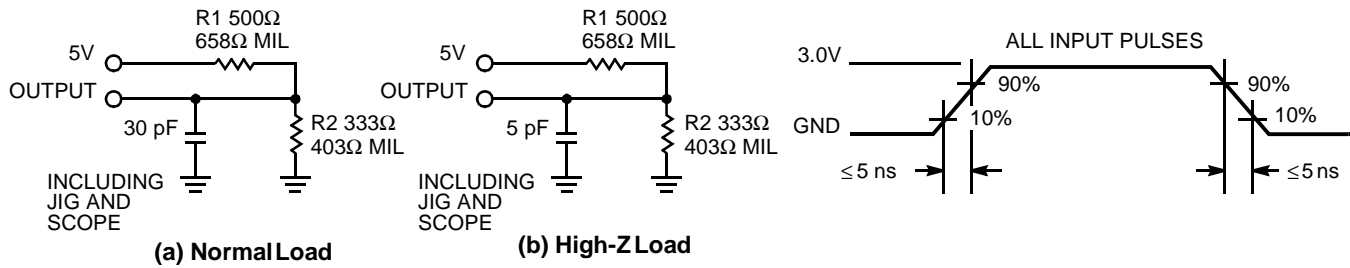 R1 500Ω
658Ω MIL
5V
OUTPUT
30 pF
R2 333Ω
403Ω MIL
INCLUDING
JIG AND
SCOPE
(a) Normal Load
R1 500Ω
658Ω MIL
5V
OUTPUT
5 pF
R2 333Ω
403Ω MIL
INCLUDING
JIG AND
SCOPE
(b) High-Z Load
ALL INPUT PULSES
3.0V
90%
90%
10%
10%
GND
≤ 5 ns
≤ 5 ns